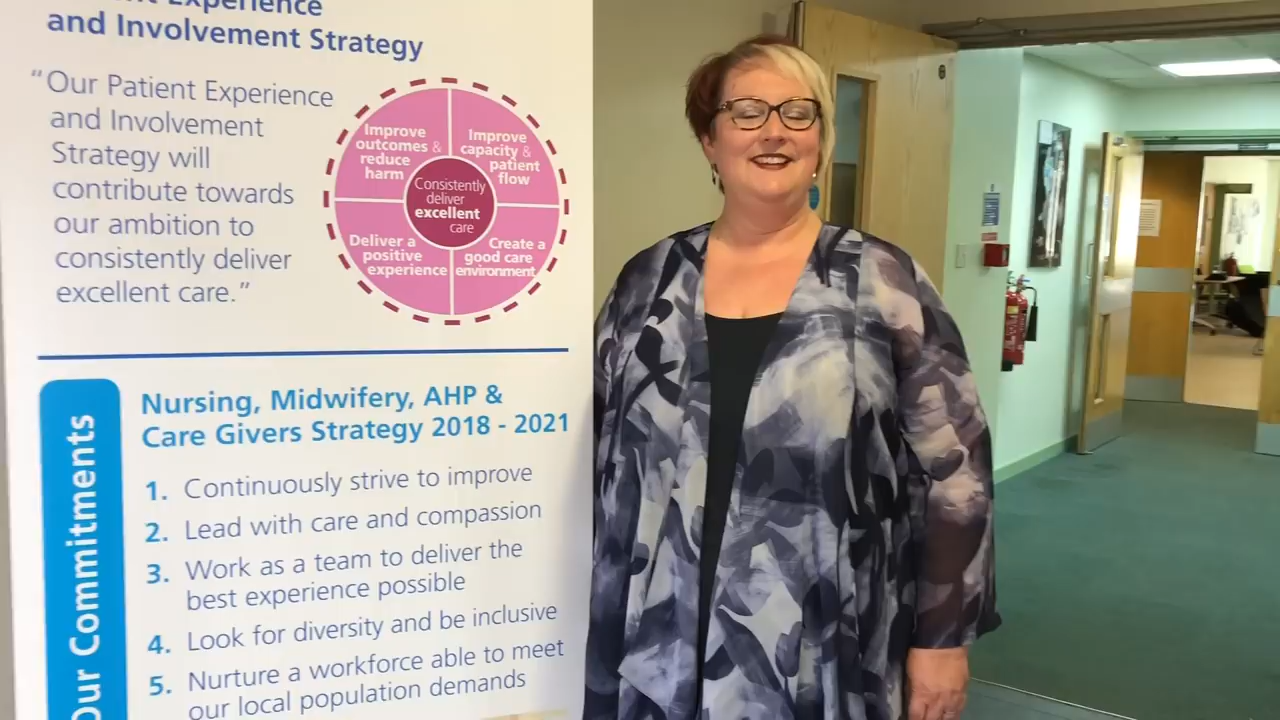 Experience
and Involvement Strategy
“Our Patient Experience
and Involvement
Strategy will
contribute towards
our ambition to
consistently deliver
excellent care.”
Improve
outcomes &
reduce
harm
Improve
capacity &
patient
flow
Consistently
deliver
excellent
care
Deliver a
positive
experience
Create a
good care
environment
Our Commitments
Nursing, Midwifery, AHP &
Care Givers Strategy 2018 - 2021
1. Continuously strive to improve
2. Lead with care and compassion
3. Work as a team to deliver the
best experience possible
4. Look for diversity and be inclusive
5. Nurture a workforce able to meet
our local population demands